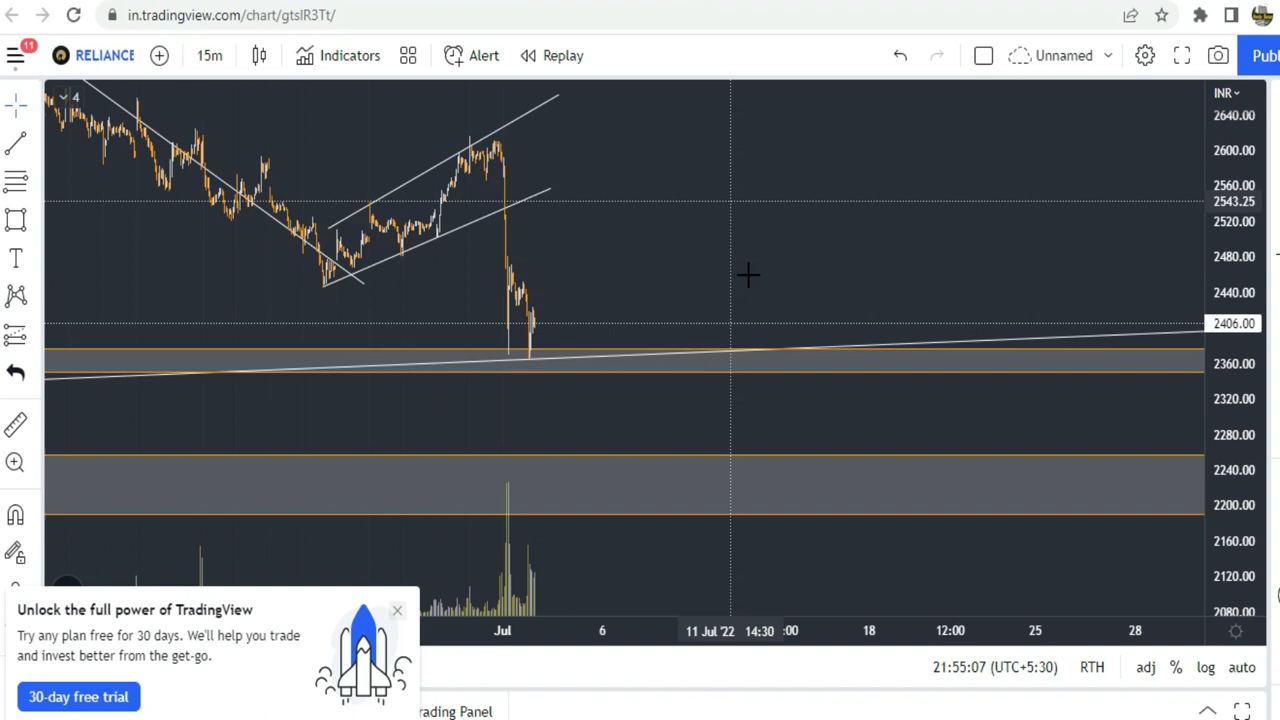 in.tradingview.com/chart/gtslR3Tt/
11
RELIANCE
15m
Indicators
Alert
Replay
Unnamed
Publ
4
INR
2640.00
2600.00
2560.00
2543.25
2520.00
2480.00
2440.00
2406.00
2360.00
2320.00
2280.00
2240.00
2200.00
2160.00
2120.00
2080.00
Jul
6
11 Jul '22 14:30
:00
18
12:00
25
28
Unlock the full power of TradingView
Try any plan free for 30 days. We'll help you trade
and invest better from the get-go.
30-day free trial
21:55:07 (UTC+5:30)
RTH
adj
%
log
auto
rading Panel